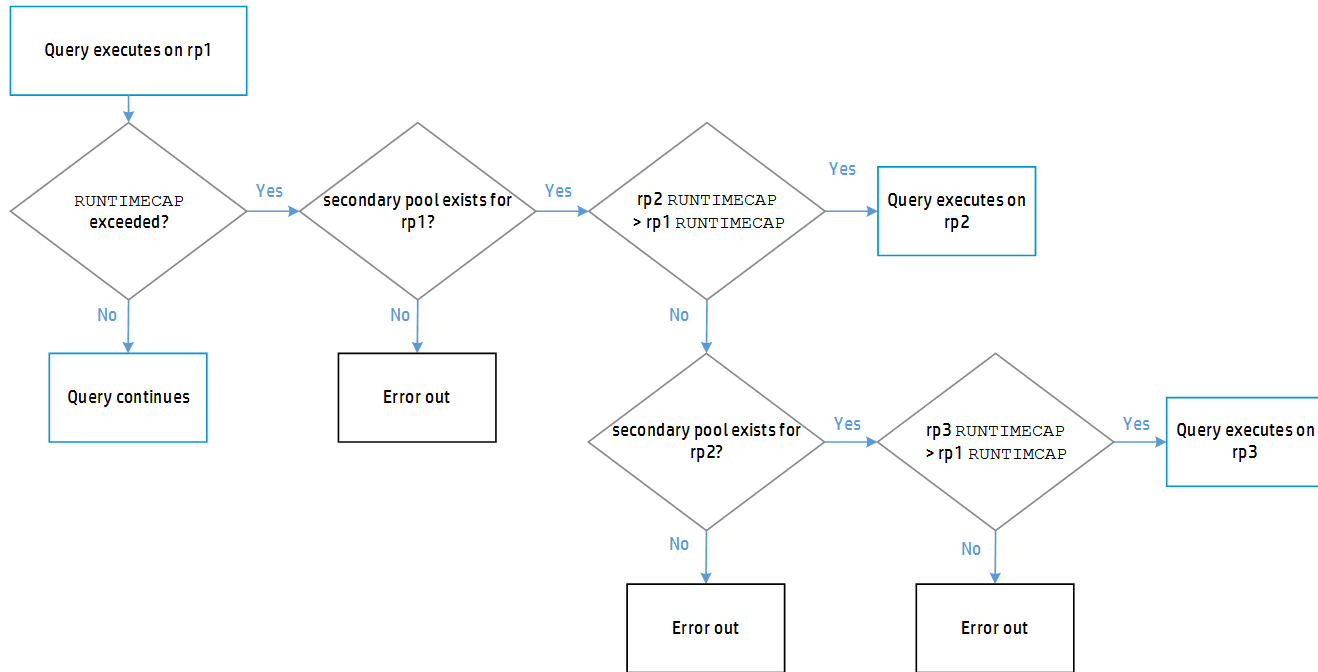 Query executes on rp1
RUNTIMECAP
exceeded?
Yes
secondary pool exists for
rp1?
Yes
rp2 RUNTIMECAP
> rp1 RUNTIMECAP
Yes
Query executes on
rp2
No
Query continues
No
Error out
No
secondary pool exists for
rp2?
Yes
rp3 RUNTIMECAP
> rp1 RUNTIMCAP
Yes
Query executes on
rp3
No
Error out
No
Error out